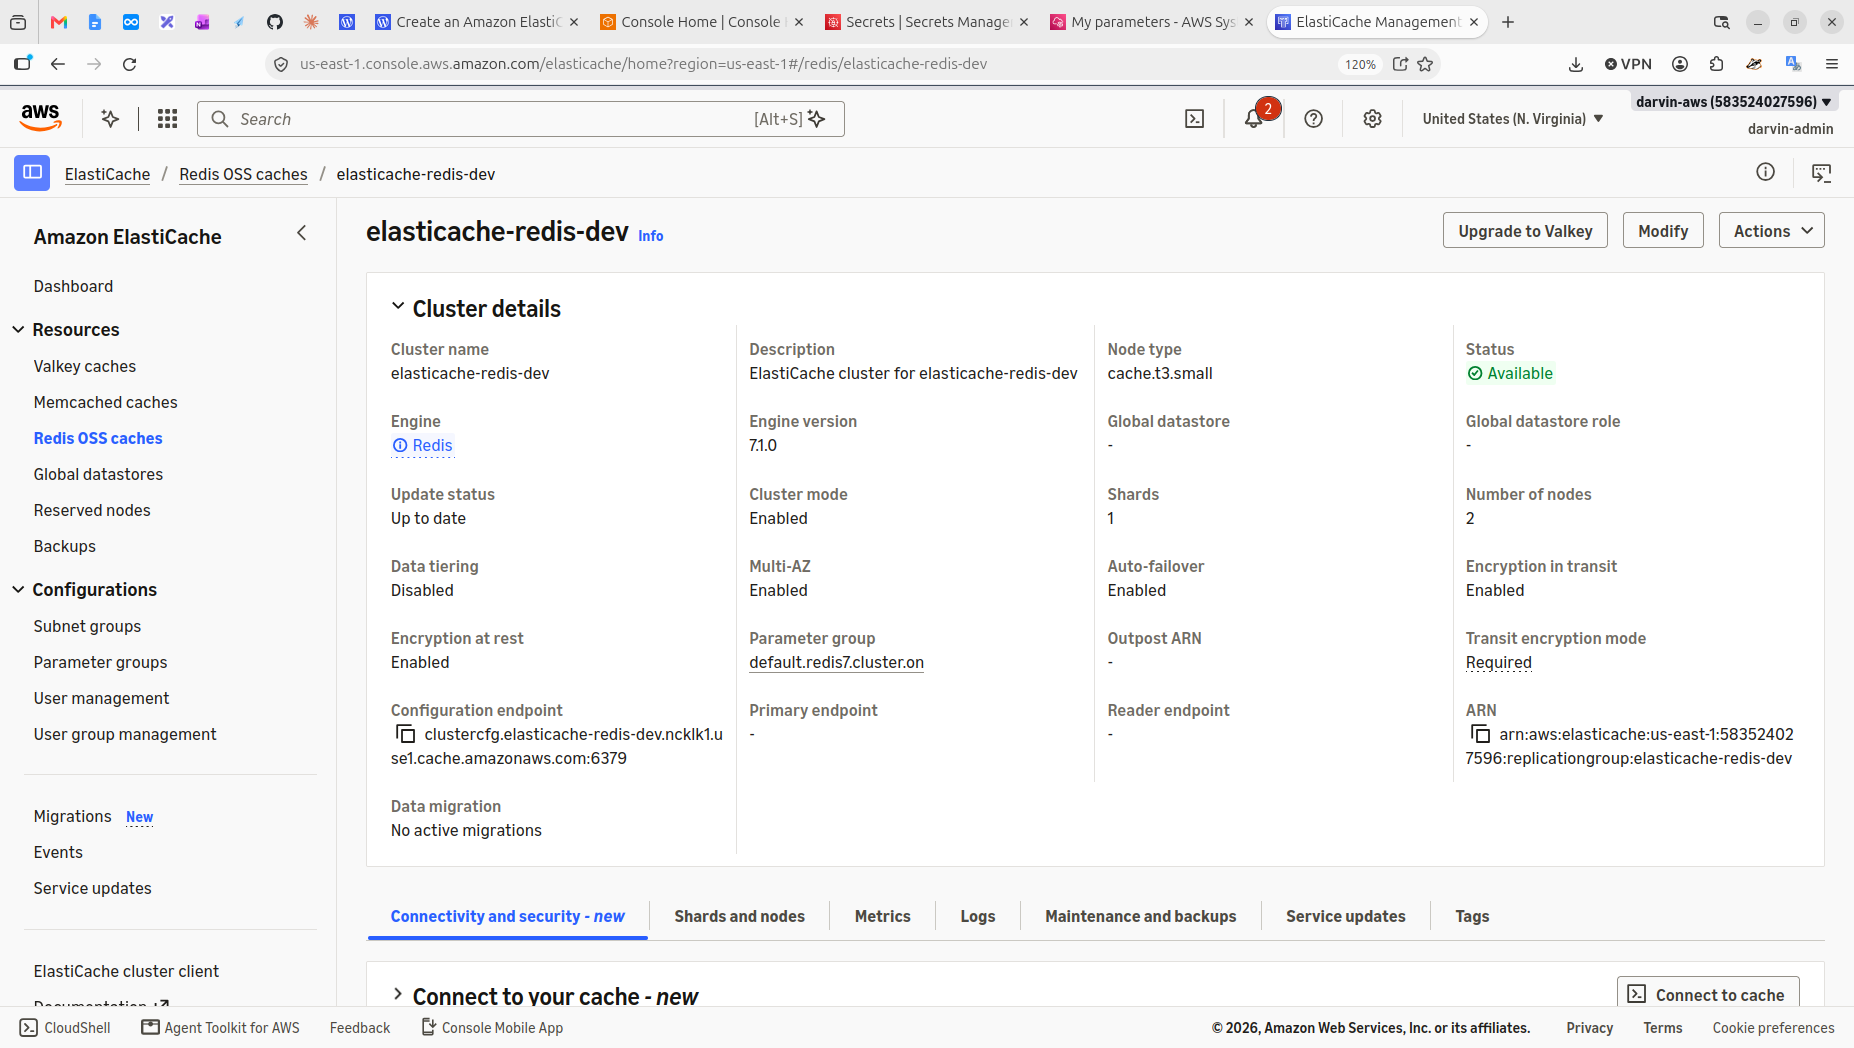 Create an Amazon ElastiC
Console Home | Console
Secrets | Secrets Manage
My parameters - AWS Sys
ElastiCache Management
us-east-1.console.aws.amazon.com/elasticache/home?region=us-east-1#/redis/elasticache-redis-dev
120%
VPN
aws
Search
[Alt+S]
2
United States (N. Virginia)
darvin-aws (583524027596)
darvin-admin
ElastiCache / Redis OSS caches / elasticache-redis-dev
Amazon ElastiCache
Dashboard
Resources
Valkey caches
Memcached caches
Redis OSS caches
Global datastores
Reserved nodes
Backups
Configurations
Subnet groups
Parameter groups
User management
User group management
Migrations New
Events
Service updates
ElastiCache cluster client
Documentation
elasticache-redis-dev Info
Upgrade to Valkey
Modify
Actions
Cluster details
Cluster name
elasticache-redis-dev
Description
ElastiCache cluster for elasticache-redis-dev
Node type
cache.t3.small
Status
Available
Engine
Redis
Engine version
7.1.0
Global datastore
-
Global datastore role
-
Update status
Up to date
Cluster mode
Enabled
Shards
1
Number of nodes
2
Data tiering
Disabled
Multi-AZ
Enabled
Auto-failover
Enabled
Encryption in transit
Enabled
Encryption at rest
Enabled
Parameter group
default.redis7.cluster.on
Outpost ARN
-
Transit encryption mode
Required
Configuration endpoint
clustercfg.elasticache-redis-dev.ncklk1.u
se1.cache.amazonaws.com:6379
Primary endpoint
-
Reader endpoint
-
ARN
arn:aws:elasticache:us-east-1:58352402
7596:replicationgroup:elasticache-redis-dev
Data migration
No active migrations
Connectivity and security - new
Shards and nodes
Metrics
Logs
Maintenance and backups
Service updates
Tags
Connect to your cache - new
Connect to cache
CloudShell
Agent Toolkit for AWS
Feedback
Console Mobile App
© 2026, Amazon Web Services, Inc. or its affiliates.
Privacy
Terms
Cookie preferences